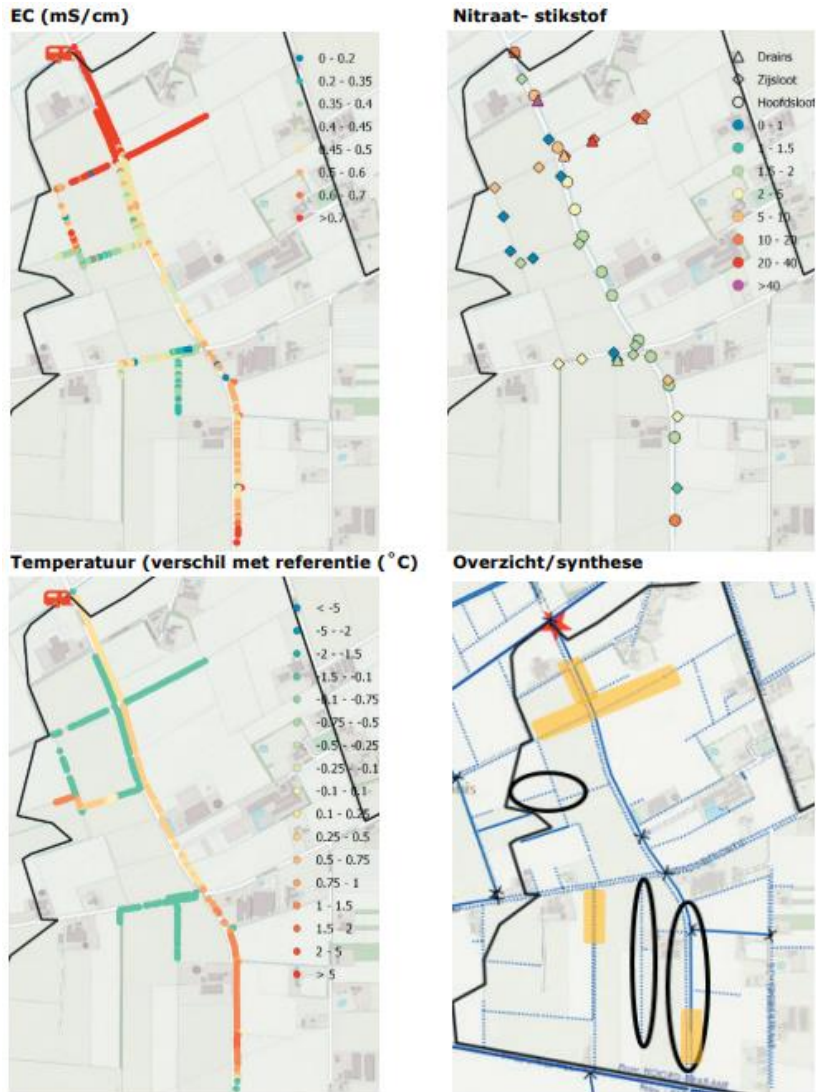 EC (mS/cm)
0 - 0.2
0.2 - 0.35
0.35 - 0.4
0.4 - 0.45
0.45 - 0.5
0.5 - 0.6
0.6 - 0.7
>0.7
Nitraat- stikstof
Drains
Zijsloot
Hoofdsloot
0 - 1
1 - 1.5
1.5 - 2
2 - 5
5 - 10
10 - 20
20 - 40
>40
Temperatuur (verschil met referentie (˚C)
< -5
-5 - -2
-2 - -1.5
-1.5 - -0.1
-0.1 - -0.75
-0.75 - -0.5
-0.5 - -0.25
-0.25 - -0.1
-0.1 - 0.1
0.1 - 0.25
0.25 - 0.5
0.5 - 0.75
0.75 - 1
1 - 1.5
1.5 - 2
2 - 5
> 5
Overzicht/synthese